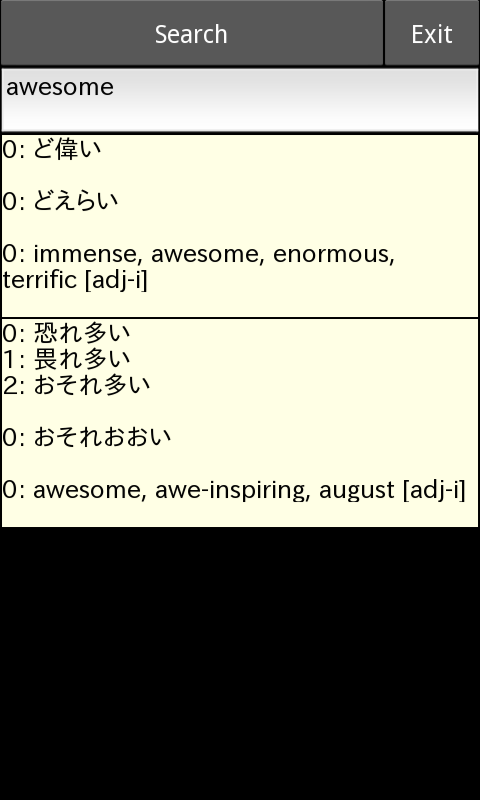 Search Exit
awesome
0: ど偉い
0: どえらい
0: immense, awesome, enormous,
terrific [adj-i]
0: 恐れ多い
1: 畏れ多い
2: おそれ多い
0: おそれおおい
0: awesome, awe-inspiring, august [adj-i]